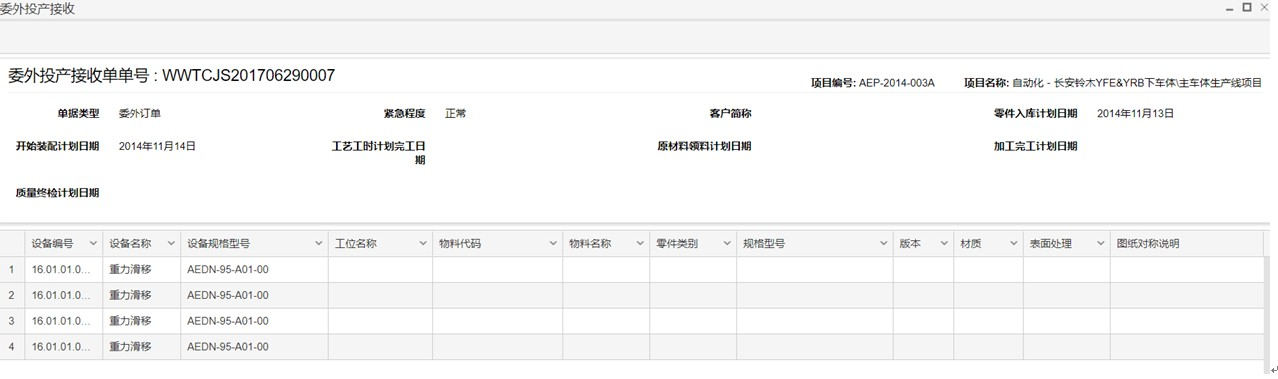 委外投产接收
委外投产接收单单号 : WWTCJS201706290007
项目编号: AEP-2014-003A 项目名称: 自动化 - 长安铃木YFE&YRB下车体\主车体生产线项目
单据类型 委外订单 紧急程度 正常 客户简称 零件入库计划日期 2014年11月13日
开始装配计划日期 2014年11月14日 工艺工时计划完工日期 原材料领料计划日期 加工完工计划日期
质量终检计划日期
设备编号 设备名称 设备规格型号 工位名称 物料代码 物料名称 零件类别 规格型号 版本 材质 表面处理 图纸对称说明
1 16.01.01.0... 重力滑移 AEDN-95-A01-00
2 16.01.01.0... 重力滑移 AEDN-95-A01-00
3 16.01.01.0... 重力滑移 AEDN-95-A01-00
4 16.01.01.0... 重力滑移 AEDN-95-A01-00